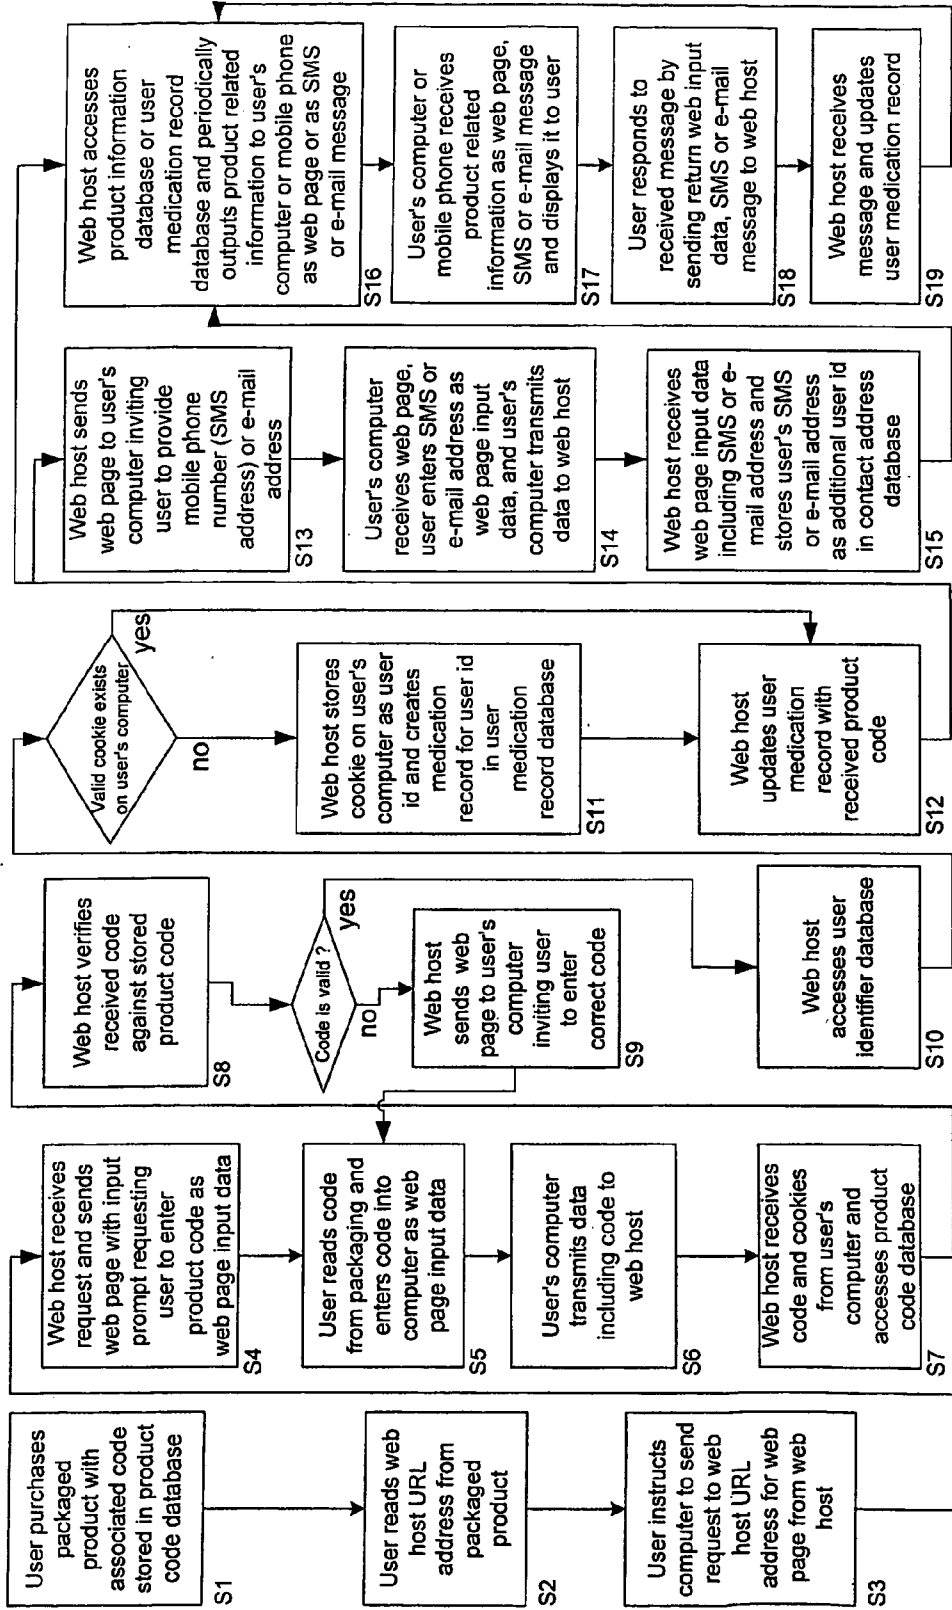 User purchases
packaged
product with
associated code
stored in product
code database
S1
User reads web
host URL
address from
packaged
product
S2
User instructs
computer to send
request to web
host URL
address for web
page from web
host
S3
Web host receives
request and sends
web page with input
prompt requesting
user to enter
product code as
web page input data
S4
User reads code
from packaging and
enters code into
computer as web
page input data
S5
User's computer
transmits data
including code to
web host
S6
Web host receives
code and cookies
from user's
computer and
accesses product
code database
S7
Web host verifies
received code
against stored
product code
S8
Code is valid ?
yes
no
Web host
sends web
page to user's
computer
inviting user
to enter
correct code
S9
Web host
accesses user
identifier database
S10
Valid cookie exists
on user's computer
yes
no
Web host stores
cookie on user's
computer as user
id and creates
medication
record for user id
in user
medication
record database
S11
Web host
updates user
medication
record with
received product
code
S12
Web host sends
web page to user's
computer inviting
user to provide
mobile phone
number (SMS
address) or e-mail
address
S13
User's computer
receives web page,
user enters SMS or
e-mail address as
web page input
data, and user's
computer transmits
data to web host
S14
Web host receives
web page input data
including SMS or e-
mail address and
stores user's SMS
or e-mail address
as additional user id
in contact address
database
S15
Web host accesses
product information
database or user
medication record
database and periodically
outputs product related
information to user's
computer or mobile phone
as web page or as SMS
or e-mail message
S16
User's computer or
mobile phone receives
product related
information as web page,
SMS or e-mail message
and displays it to user
S17
User responds to
received message by
sending return web input
data, SMS or e-mail
message to web host
S18
Web host receives
message and updates
user medication record
S19